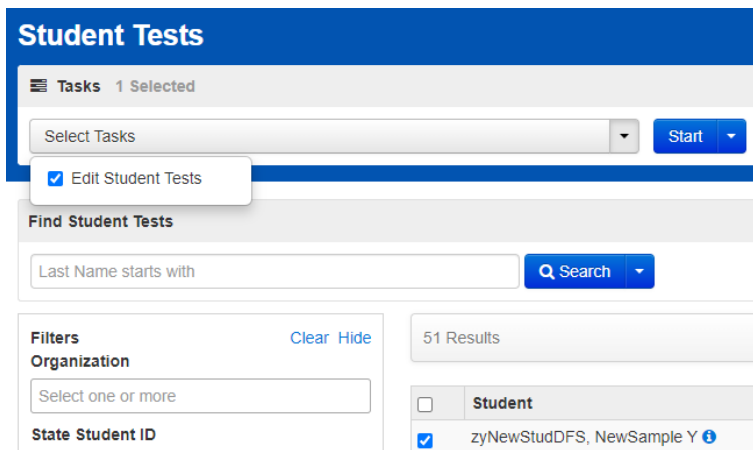 Student Tests
Tasks 1 Selected
Select Tasks
Start
Edit Student Tests
Find Student Tests
Last Name starts with
Search
Filters
Clear Hide
Organization
Select one or more
State Student ID
51 Results
Student
zyNewStudDFS, NewSample Y